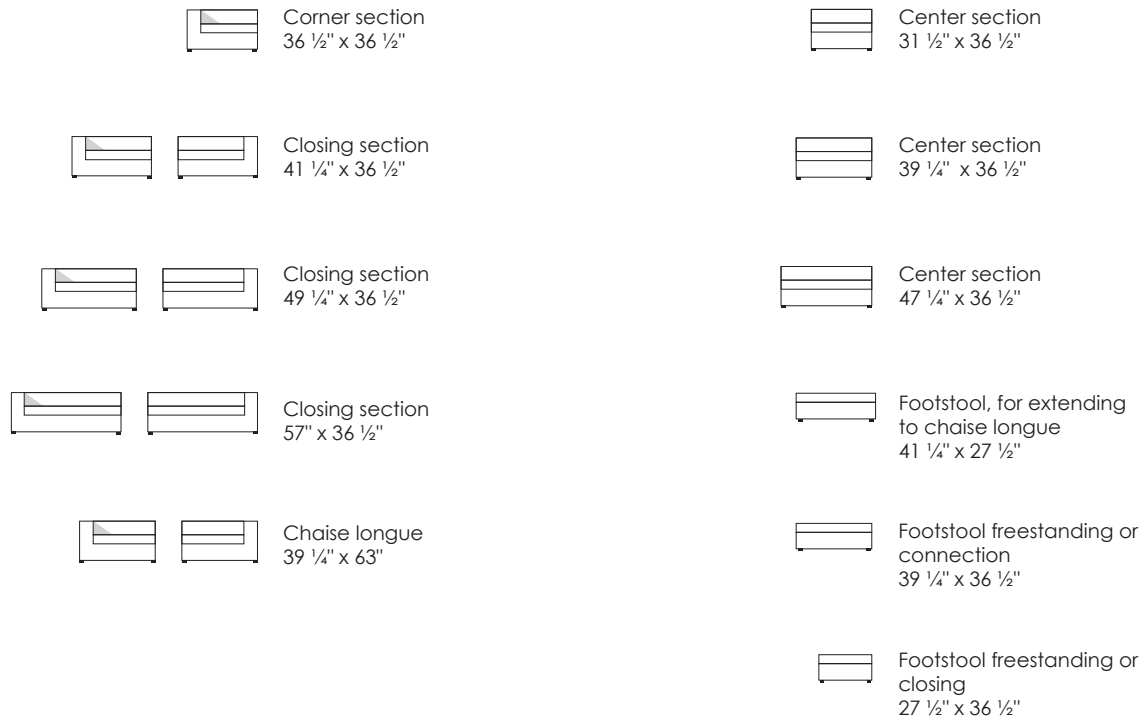 Corner section
36 ½" x 36 ½"
Closing section
41 ¼" x 36 ½"
Closing section
49 ¼" x 36 ½"
Closing section
57" x 36 ½"
Chaise longue
39 ¼" x 63"
Center section
31 ½" x 36 ½"
Center section
39 ¼"  x 36 ½"
Center section
47 ¼" x 36 ½"
Footstool, for extending
to chaise longue
41 ¼" x 27 ½"
Footstool freestanding or
connection
39 ¼" x 36 ½"
Footstool freestanding or
closing
27 ½" x 36 ½"